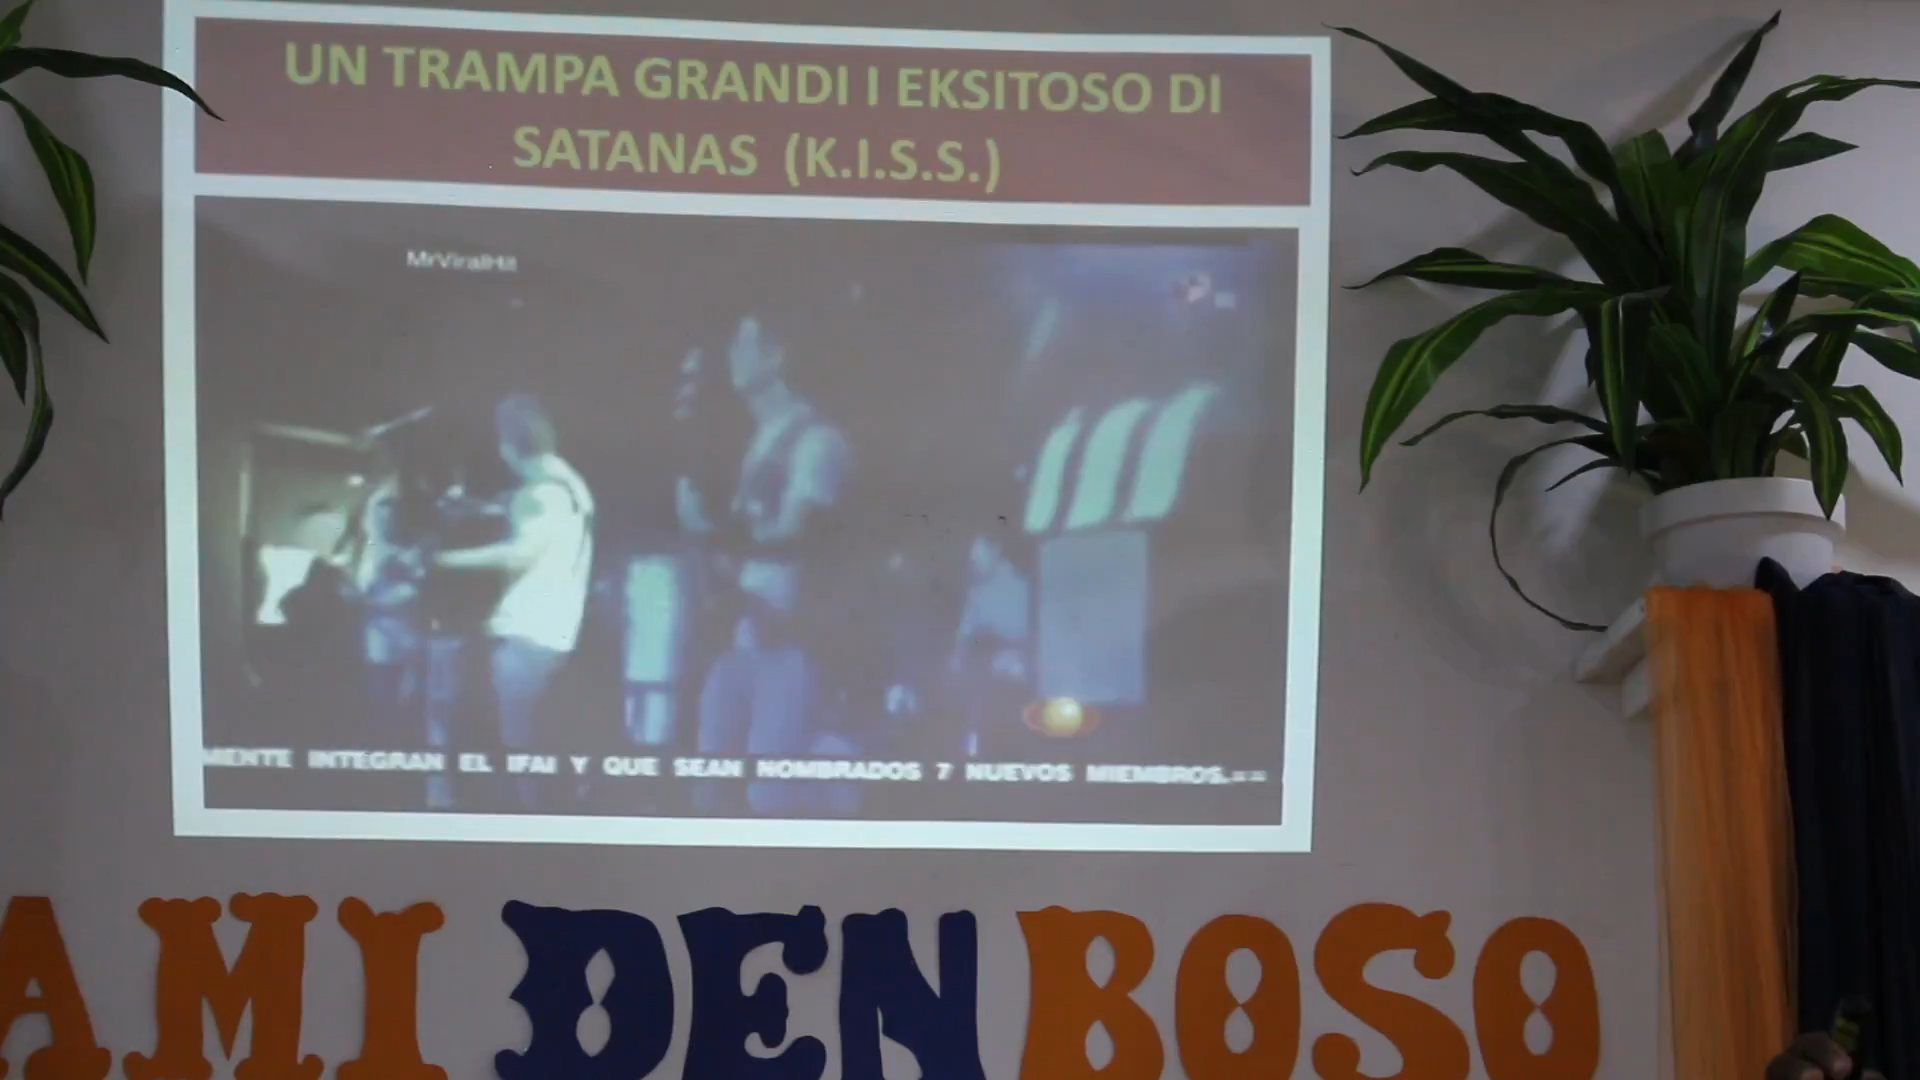 UN TRAMPA GRANDI I EKSITOSO DI
SATANAS (K.I.S.S.)
MrViralHit
MENTE INTEGRAN EL IFAI Y QUE SEAN NOMBRADOS 7 NUEVOS MIEMBROS.==
AMI DEN BOSO